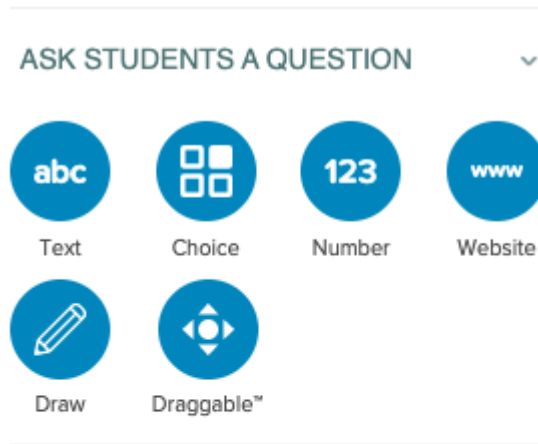 ASK STUDENTS A QUESTION
abc 123 www
Text Choice Number Website
Draw Draggable™